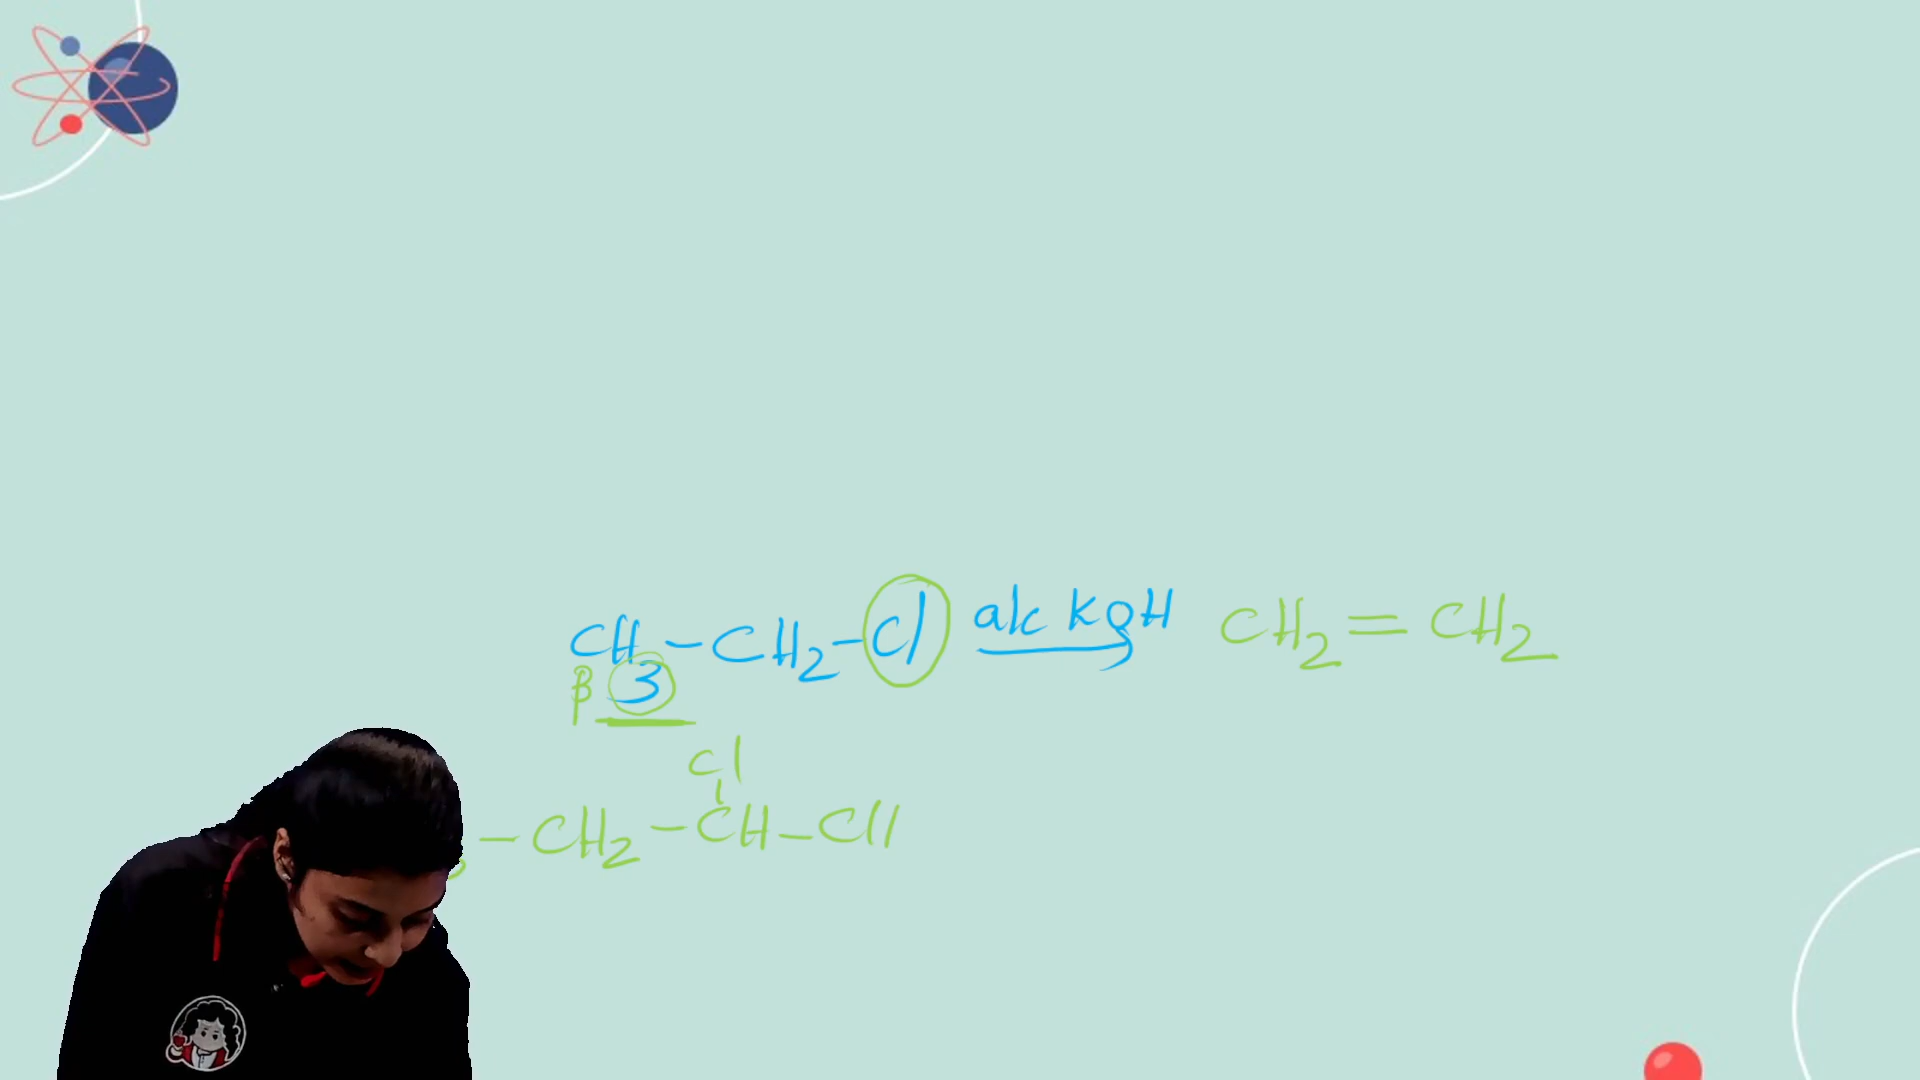 CH3-CH2-Cl alc KOH CH2=CH2
β
Cl
-CH2-CH-Cl